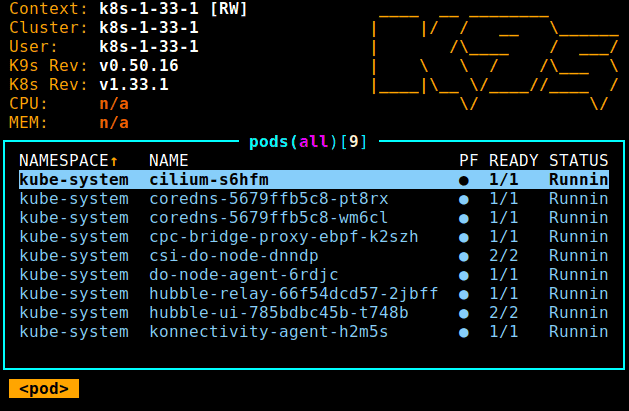 Context: k8s-1-33-1 [RW]
Cluster: k8s-1-33-1
User: k8s-1-33-1
K9s Rev: v0.50.16
K8s Rev: v1.33.1
CPU: n/a
MEM: n/a
pods(all)[9]
NAMESPACE↑ NAME PF READY STATUS
kube-system cilium-s6hfm ● 1/1 Runnin
kube-system coredns-5679ffb5c8-pt8rx ● 1/1 Runnin
kube-system coredns-5679ffb5c8-wm6cl ● 1/1 Runnin
kube-system cpc-bridge-proxy-ebpf-k2szh ● 1/1 Runnin
kube-system csi-do-node-dnndp ● 2/2 Runnin
kube-system do-node-agent-6rdjc ● 1/1 Runnin
kube-system hubble-relay-66f54dcd57-2jbff ● 1/1 Runnin
kube-system hubble-ui-785bdbc45b-t748b ● 2/2 Runnin
kube-system konnectivity-agent-h2m5s ● 1/1 Runnin
<pod>